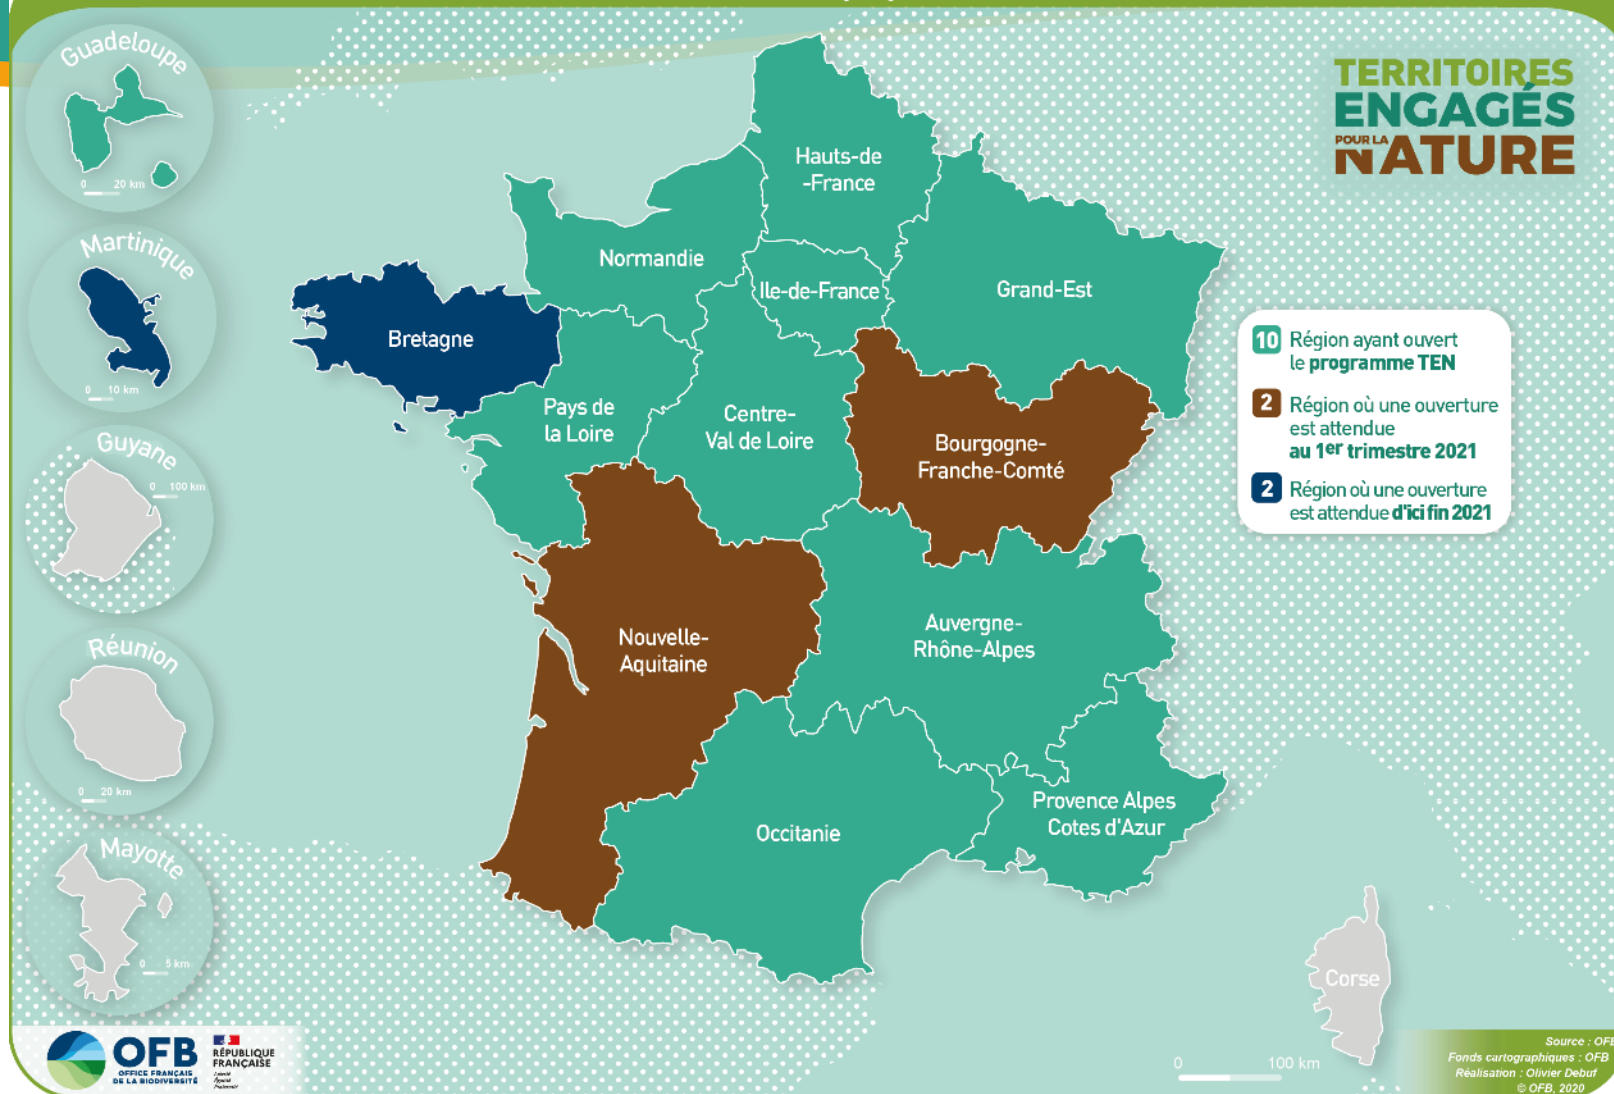 Guadeloupe
0 20 km
Martinique
0 10 km
Guyane
0 100 km
Réunion
0 20 km
Mayotte
0 5 km
TERRITOIRES
ENGAGÉS
POUR LA
NATURE
Hauts-de
-France
Normandie
Ile-de-France
Grand-Est
Bretagne
Pays de
la Loire
Centre-
Val de Loire
Bourgogne-
Franche-Comté
Nouvelle-
Aquitaine
Auvergne-
Rhône-Alpes
Provence Alpes
Cotes d'Azur
Occitanie
Corse
10 Région ayant ouvert
le programme TEN
2 Région où une ouverture
est attendue
au 1er trimestre 2021
2 Région où une ouverture
est attendue d'ici fin 2021
OFB
OFFICE FRANÇAIS
DE LA BIODIVERSITÉ
RÉPUBLIQUE
FRANÇAISE
Liberté
Égalité
Fraternité
0 100 km
Source : OFB
Fonds cartographiques : OFB
Réalisation : Olivier Debuf
© OFB, 2020